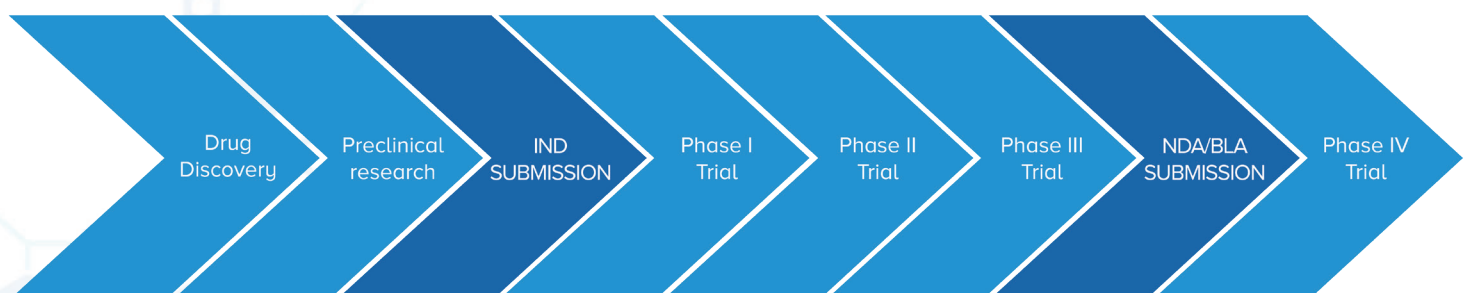 Drug
Discovery
Preclinical
research
IND
SUBMISSION
Phase I
Trial
Phase II
Trial
Phase III
Trial
NDA/BLA
SUBMISSION
Phase IV
Trial